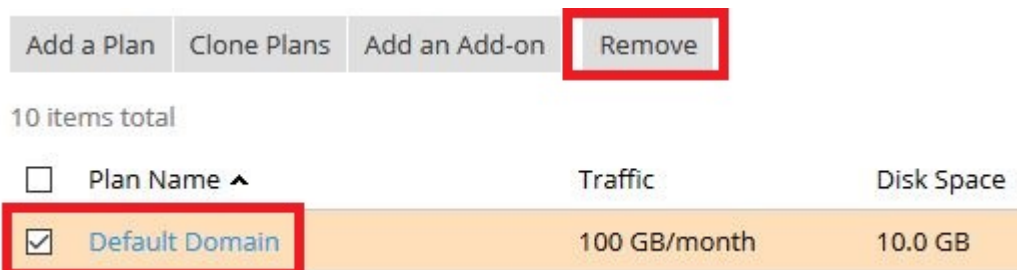 Add a Plan Clone Plans Add an Add-on Remove
10 items total
Plan Name Traffic Disk Space
Default Domain 100 GB/month 10.0 GB